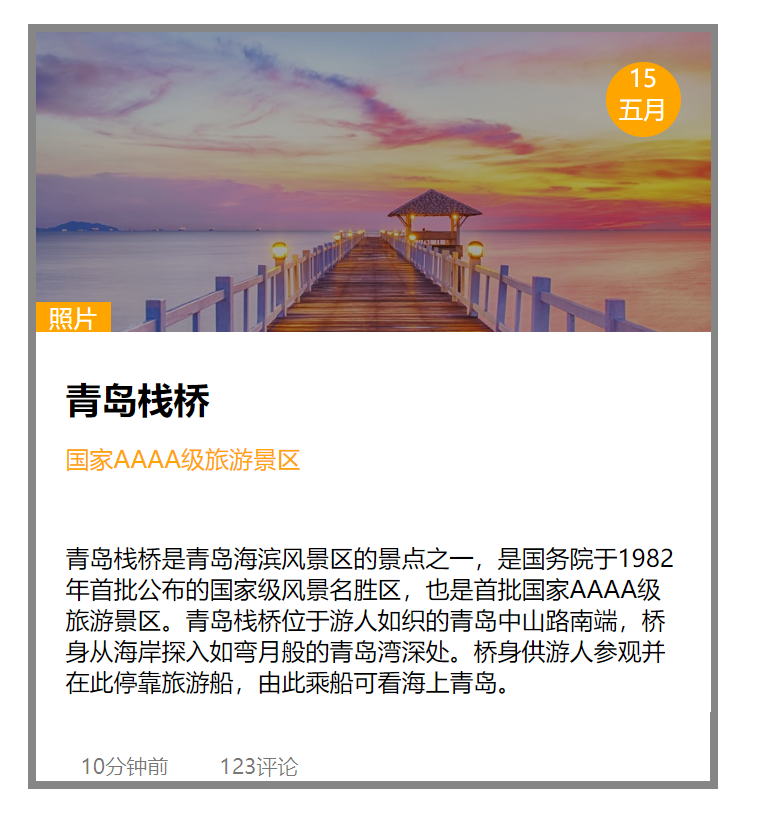 15
五月
照片
青岛栈桥
国家AAAA级旅游景区
青岛栈桥是青岛海滨风景区的景点之一，是国务院于1982
年首批公布的国家级风景名胜区，也是首批国家AAAA级
旅游景区。青岛栈桥位于游人如织的青岛中山路南端，桥
身从海岸探入如弯月般的青岛湾深处。桥身供游人参观并
在此停靠旅游船，由此乘船可看海上青岛。
10分钟前 123评论